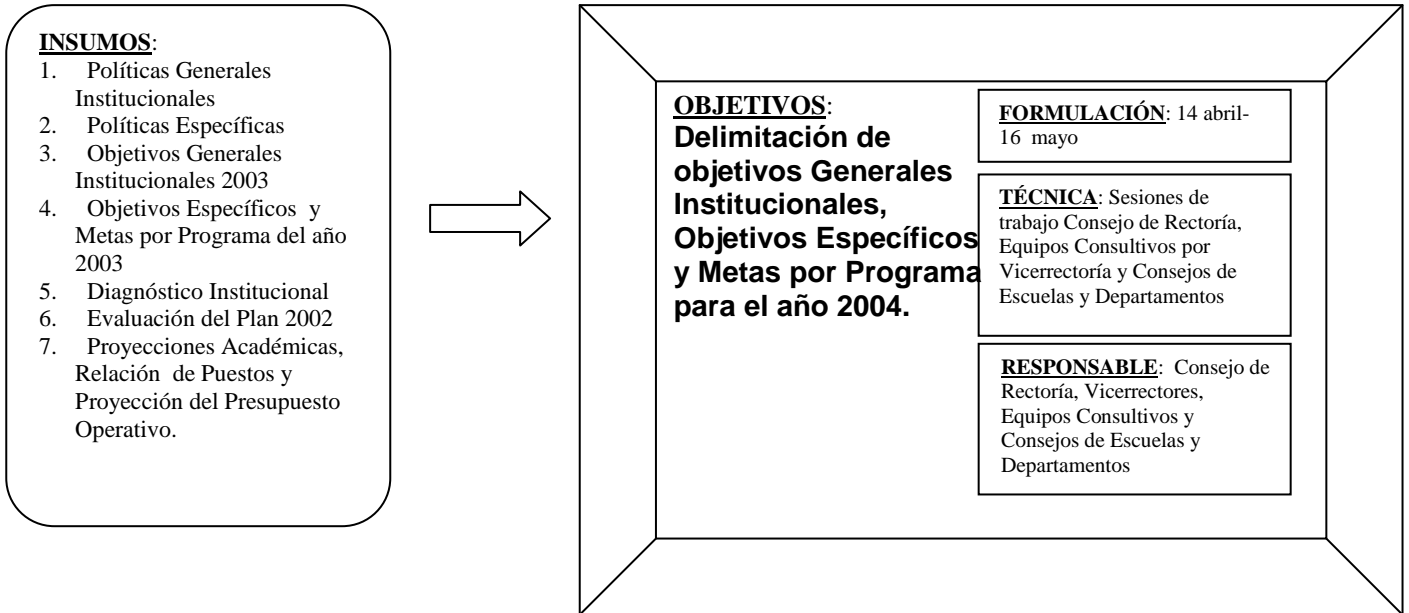 INSUMOS:
1. Políticas Generales
Institucionales
2. Políticas Específicas
3. Objetivos Generales
Institucionales 2003
4. Objetivos Específicos y
Metas por Programa del año
2003
5. Diagnóstico Institucional
6. Evaluación del Plan 2002
7. Proyecciones Académicas,
Relación de Puestos y
Proyección del Presupuesto
Operativo.
OBJETIVOS:
Delimitación de
objetivos Generales
Institucionales,
Objetivos Específicos
y Metas por Programa
para el año 2004.
FORMULACIÓN: 14 abril-
16 mayo
TÉCNICA: Sesiones de
trabajo Consejo de Rectoría,
Equipos Consultivos por
Vicerrectoría y Consejos de
Escuelas y Departamentos
RESPONSABLE: Consejo de
Rectoría, Vicerrectores,
Equipos Consultivos y
Consejos de Escuelas y
Departamentos